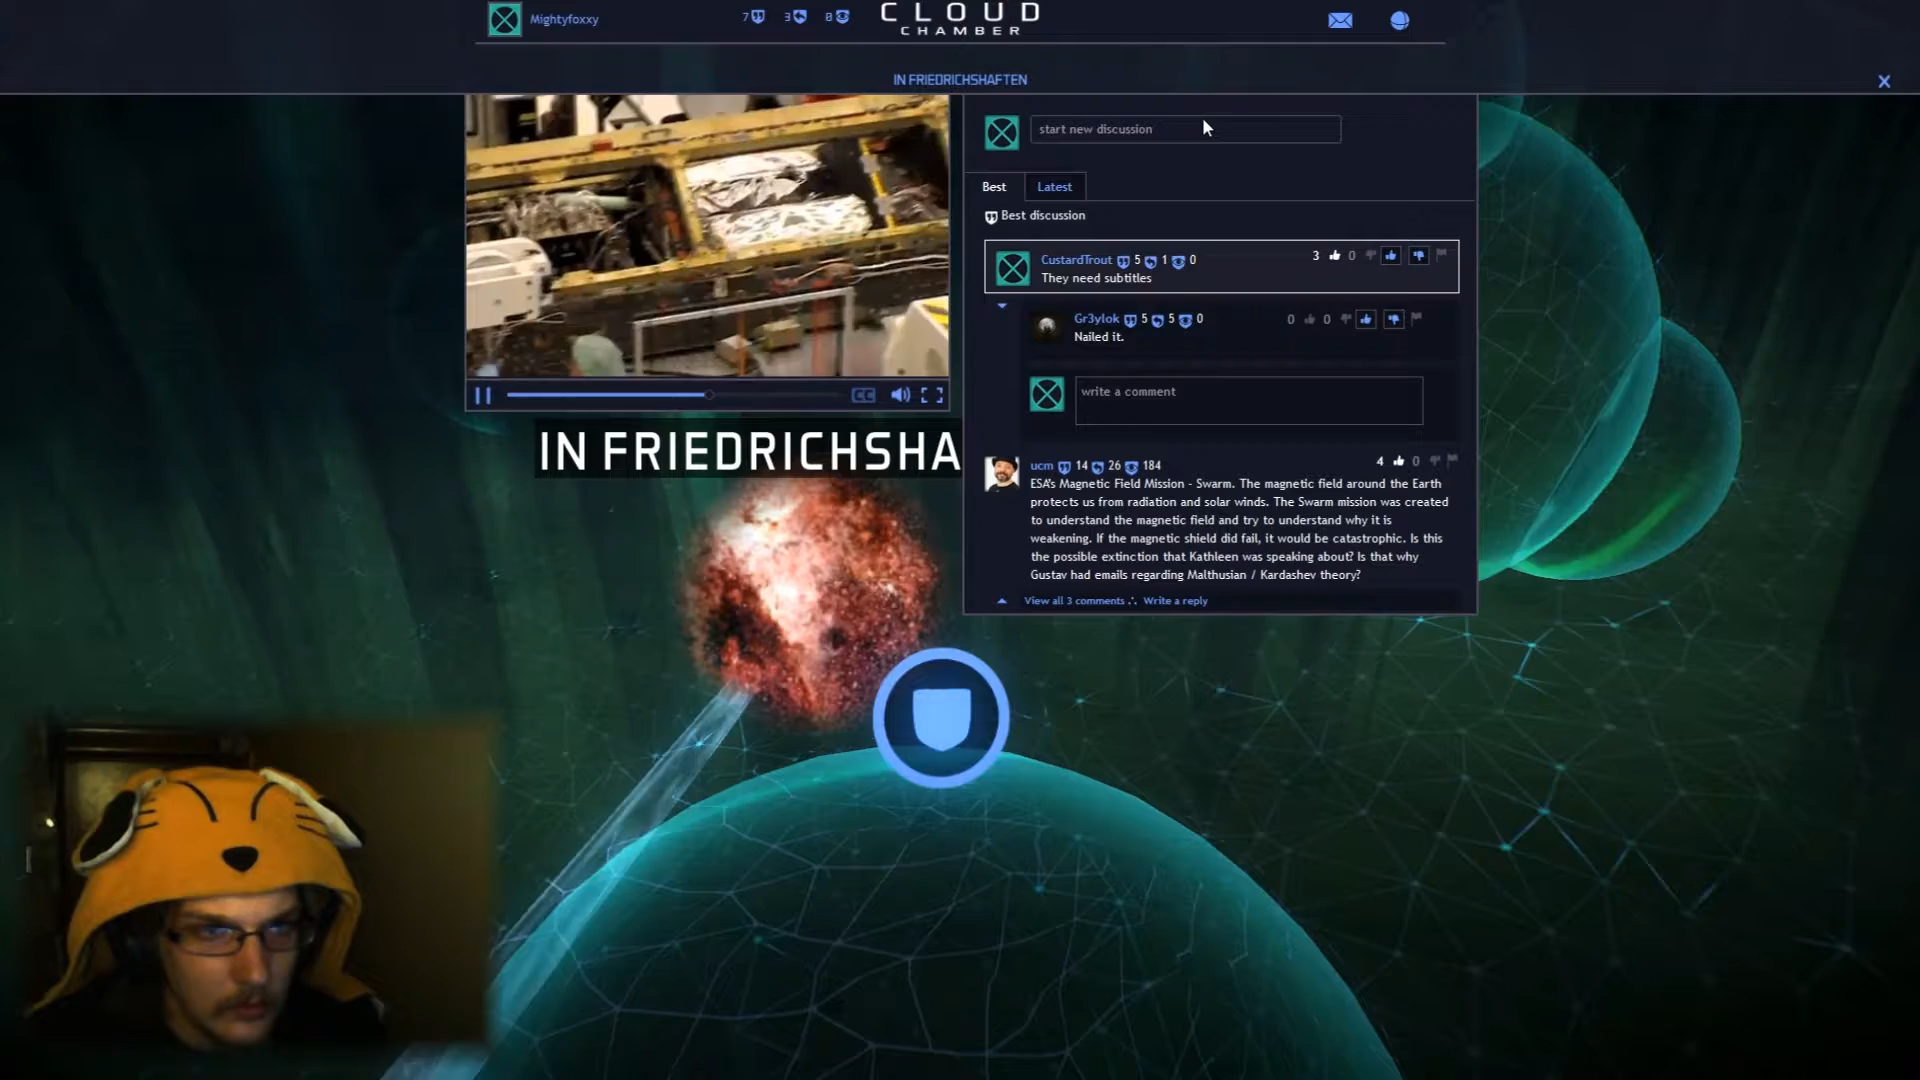 Mightyfoxxy
7
3
0
CLOUD
CHAMBER
IN FRIEDRICHSHAFTEN
X
start new discussion
Best
Latest
Best discussion
CustardTrout 5 1 0
3 0
They need subtitles
Gr3ylok 5 5 0
0 0
Nailed it.
write a comment
CC
IN FRIEDRICHSHA
ucm 14 26 184
4 0
ESA's Magnetic Field Mission - Swarm. The magnetic field around the Earth
protects us from radiation and solar winds. The Swarm mission was created
to understand the magnetic field and try to understand why it is
weakening. If the magnetic shield did fail, it would be catastrophic. Is this
the possible extinction that Kathleen was speaking about? Is that why
Gustav had emails regarding Malthusian / Kardashev theory?
View all 3 comments ∴ Write a reply